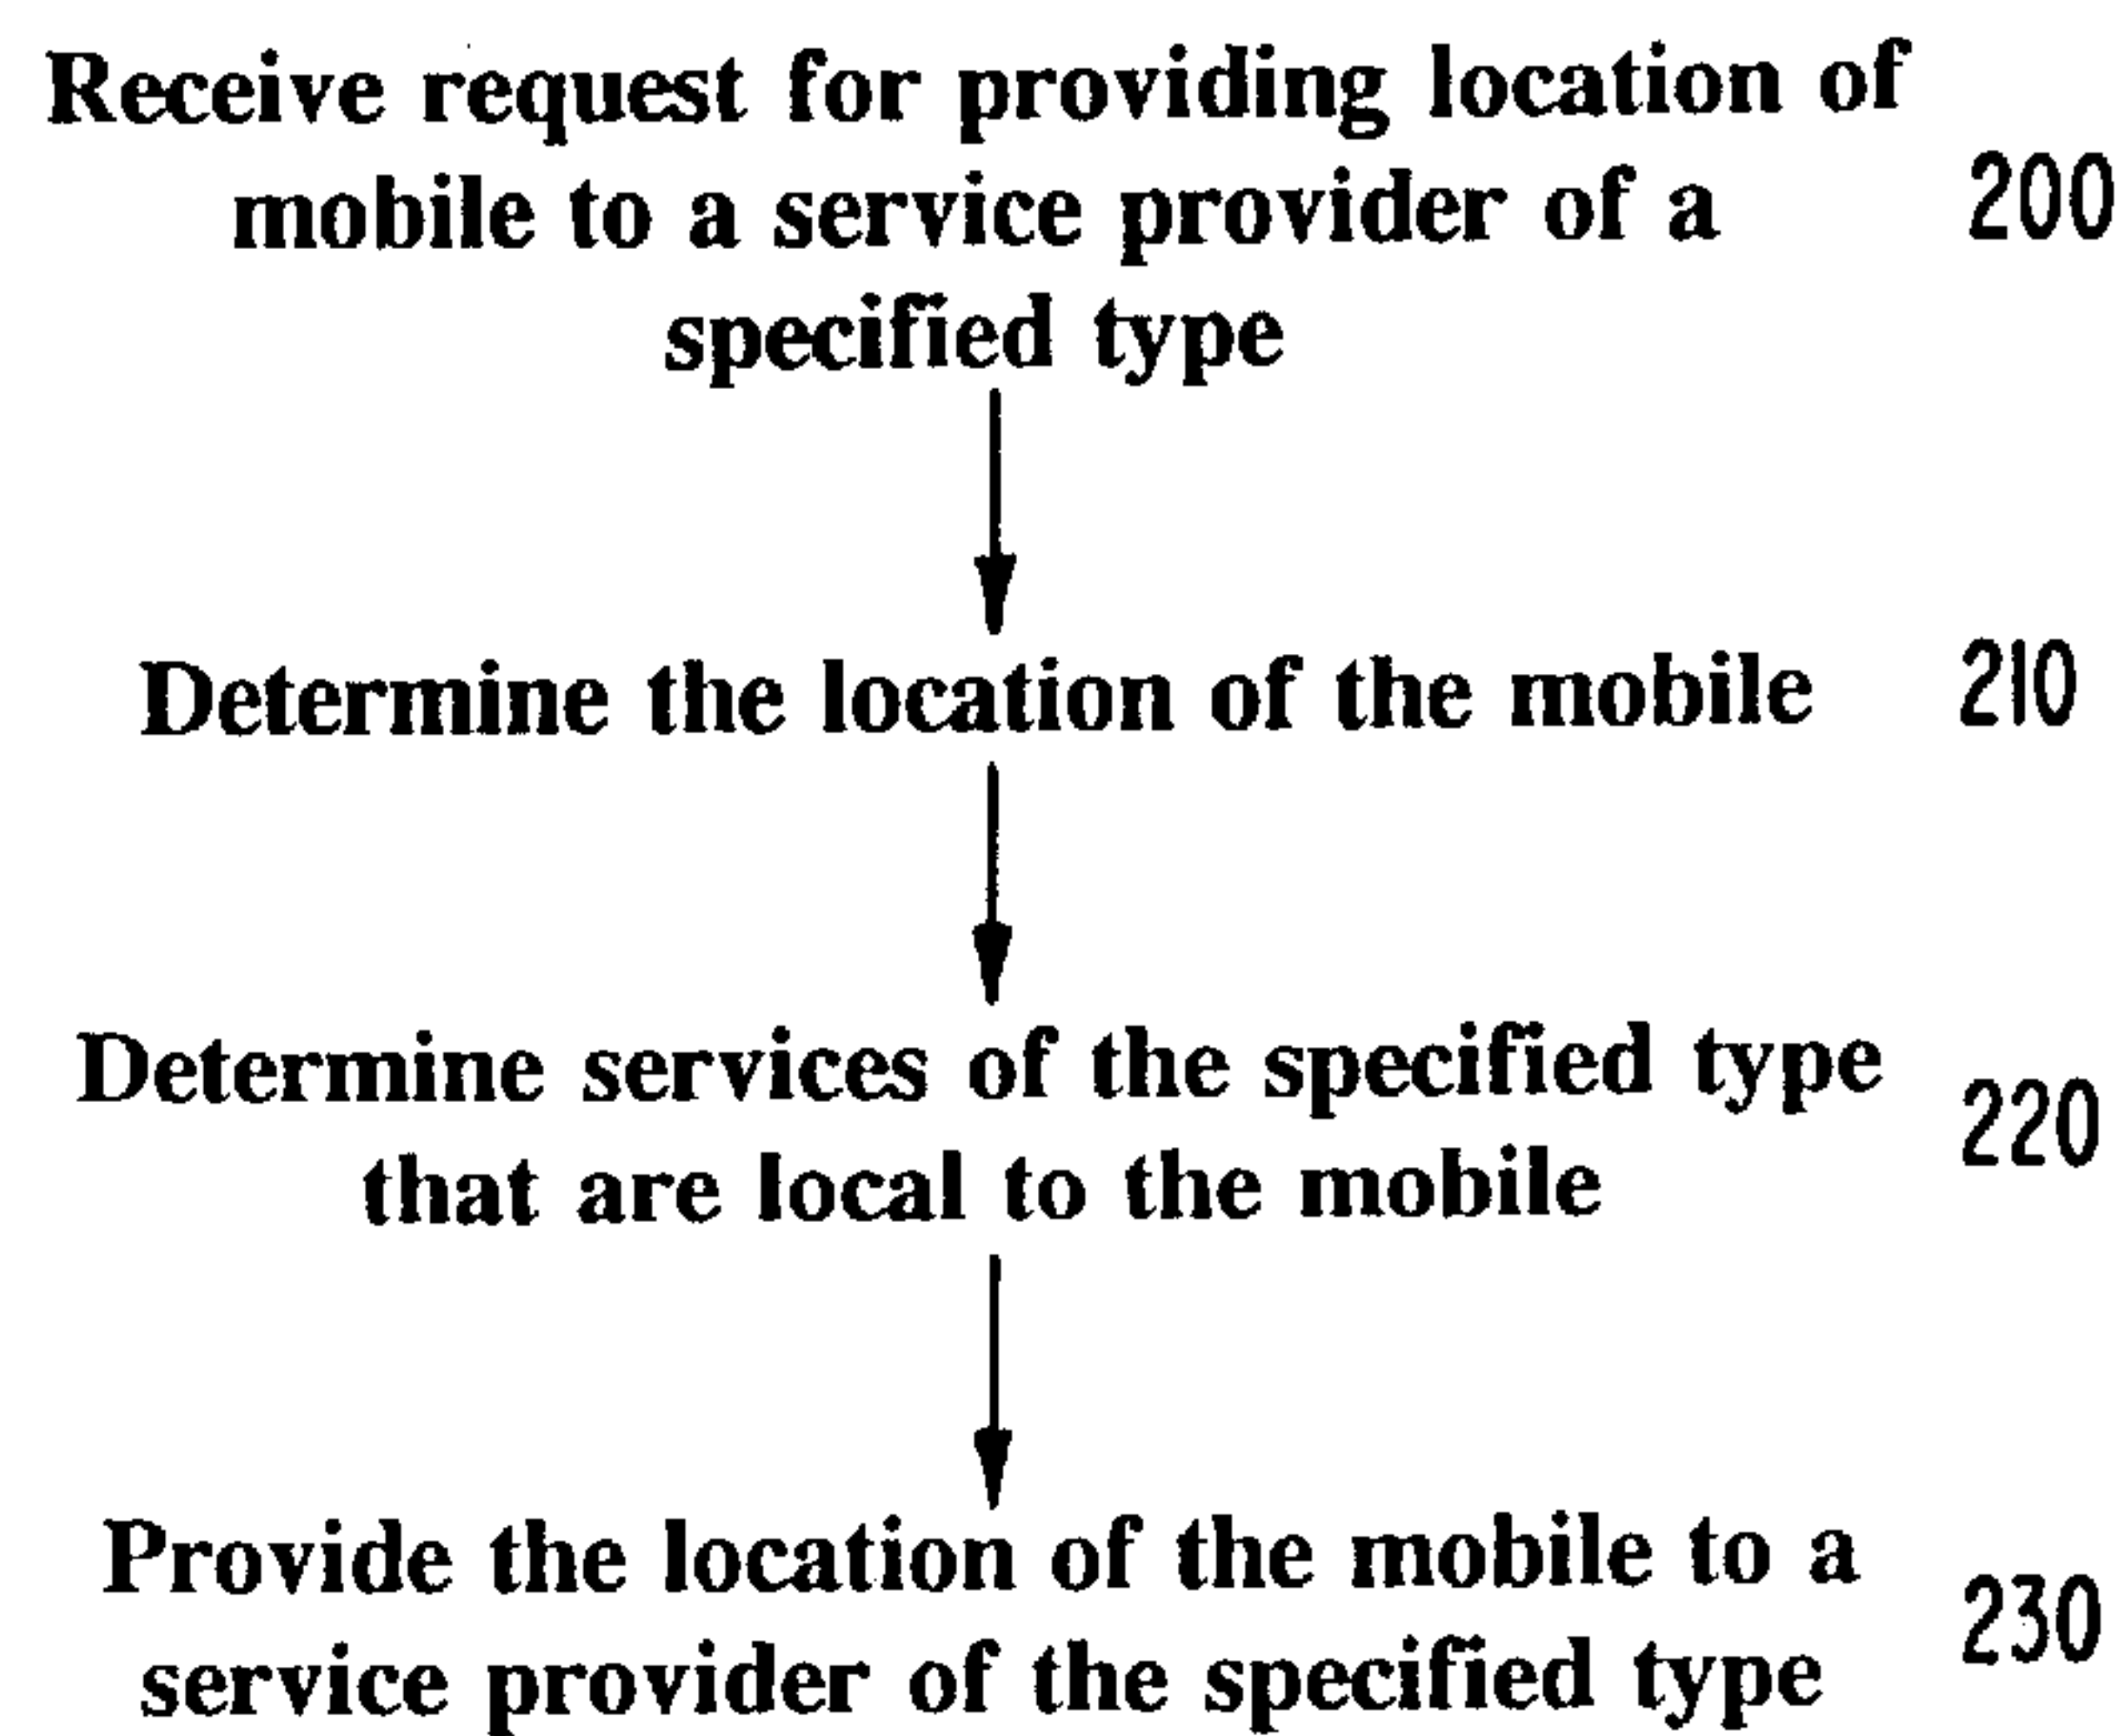 Receive request for providing location of
mobile to a service provider of a
specified type
200
Determine the location of the mobile
210
Determine services of the specified type
that are local to the mobile
220
Provide the location of the mobile to a
service provider of the specified type
230